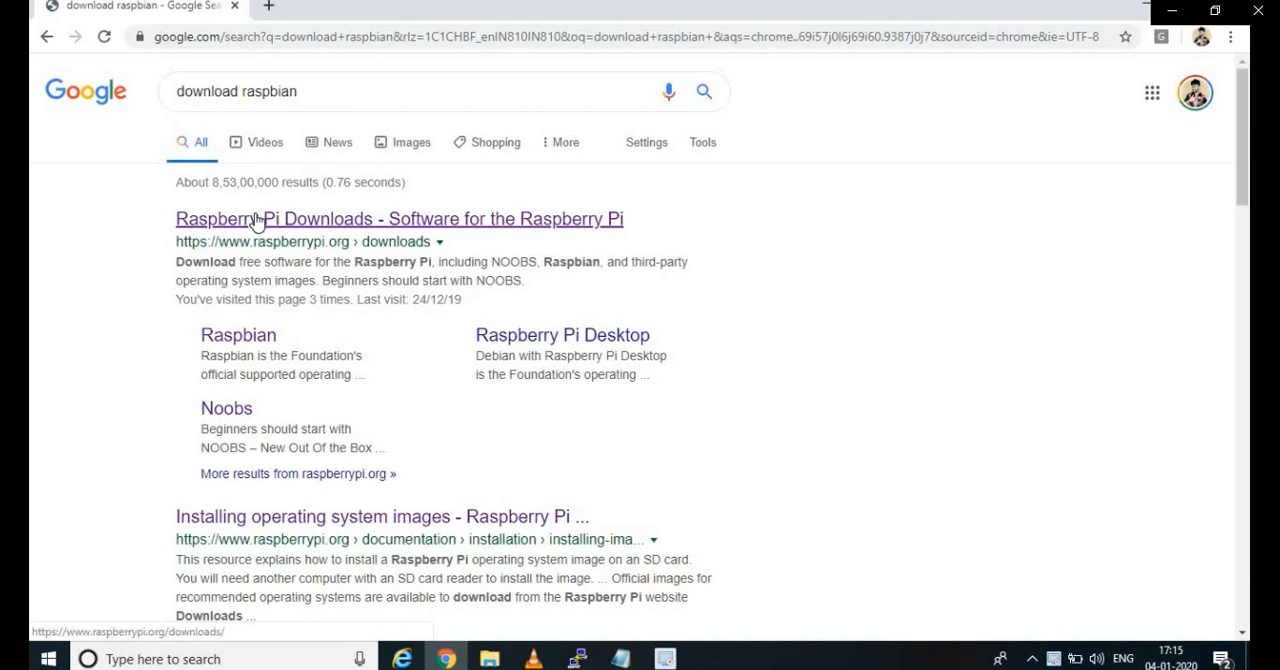 download raspbian - Google Sea
google.com/search?q=download+raspbian&rlz=1C1CHBF_enIN810IN810&oq=download+raspbian+&aqs=chrome..69i57j0l6j69i60.9387j0j7&sourceid=chrome&ie=UTF-8
Google
download raspbian
All Videos News Images Shopping More Settings Tools
About 8,53,00,000 results (0.76 seconds)
Raspberry Pi Downloads - Software for the Raspberry Pi
https://www.raspberrypi.org › downloads
Download free software for the Raspberry Pi, including NOOBS, Raspbian, and third-party
operating system images. Beginners should start with NOOBS.
You've visited this page 3 times. Last visit: 24/12/19
Raspbian
Raspbian is the Foundation's
official supported operating ...
Raspberry Pi Desktop
Debian with Raspberry Pi Desktop
is the Foundation's operating ...
Noobs
Beginners should start with
NOOBS – New Out Of the Box ...
More results from raspberrypi.org »
Installing operating system images - Raspberry Pi ...
https://www.raspberrypi.org › documentation › installation › installing-ima...
This resource explains how to install a Raspberry Pi operating system image on an SD card.
You will need another computer with an SD card reader to install the image. ... Official images for
recommended operating systems are available to download from the Raspberry Pi website
Downloads ...
https://www.raspberrypi.org/downloads/
Type here to search
ENG
17:15
04-01-2020
2